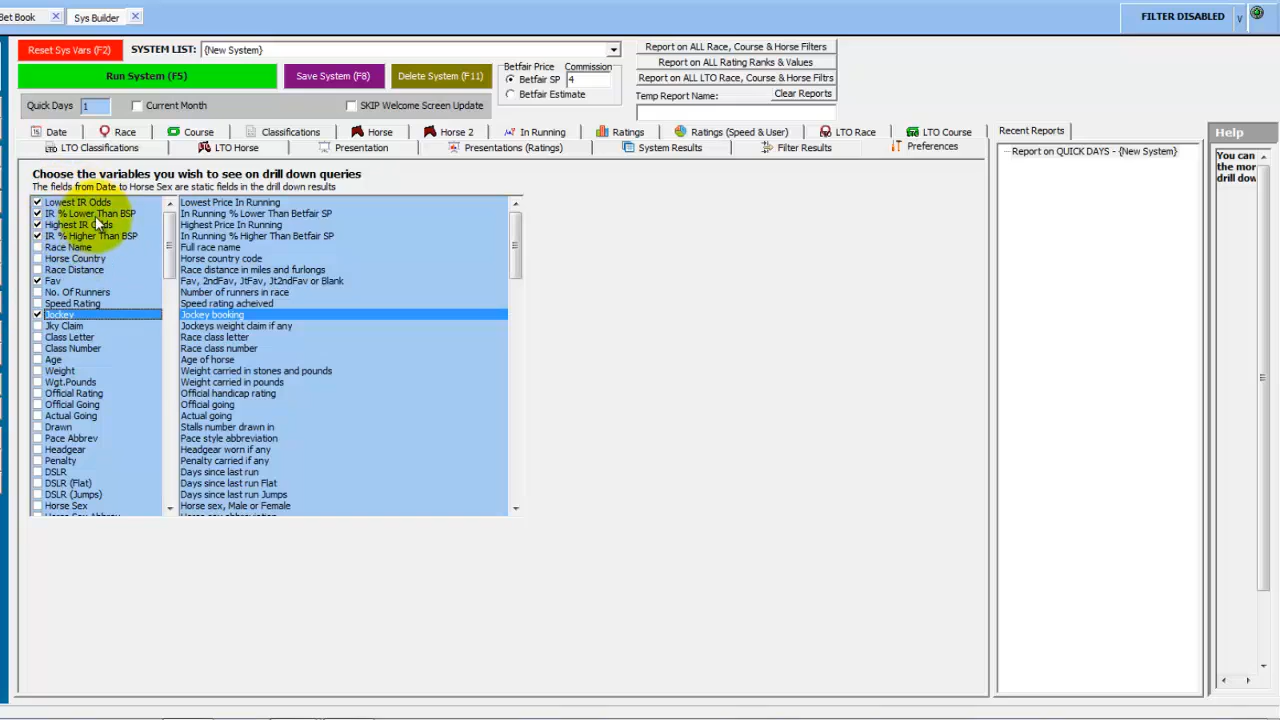 Bet Book
Sys Builder
FILTER DISABLED
v
Reset Sys Vars (F2)
SYSTEM LIST:
{New System}
Run System (F5)
Save System (F8)
Delete System (F11)
Betfair Price
Commission
Betfair SP
4
Betfair Estimate
Report on ALL Race, Course & Horse Filters
Report on ALL Rating Ranks & Values
Report on ALL LTO Race, Course & Horse Filtrs
Temp Report Name:
Clear Reports
Quick Days
1
Current Month
SKIP Welcome Screen Update
Date
Race
Course
Classifications
Horse
Horse 2
In Running
Ratings
Ratings (Speed & User)
LTO Race
LTO Course
LTO Classifications
LTO Horse
Presentation
Presentations (Ratings)
System Results
Filter Results
Preferences
Recent Reports
Report on QUICK DAYS - {New System}
Help
You can
the mor
drill dow
Choose the variables you wish to see on drill down queries
The fields from Date to Horse Sex are static fields in the drill down results
Lowest IR Odds
Lowest Price In Running
IR % Lower Than BSP
In Running % Lower Than Betfair SP
Highest IR Odds
Highest Price In Running
IR % Higher Than BSP
In Running % Higher Than Betfair SP
Race Name
Full race name
Horse Country
Horse country code
Race Distance
Race distance in miles and furlongs
Fav
Fav, 2ndFav, JtFav, Jt2ndFav or Blank
No. Of Runners
Number of runners in race
Speed Rating
Speed rating acheived
Jockey
Jockey booking
Jky Claim
Jockeys weight claim if any
Class Letter
Race class letter
Class Number
Race class number
Age
Age of horse
Weight
Weight carried in stones and pounds
Wgt.Pounds
Weight carried in pounds
Official Rating
Official handicap rating
Official Going
Official going
Actual Going
Actual going
Drawn
Stalls number drawn in
Pace Abbrev
Pace style abbreviation
Headgear
Headgear worn if any
Penalty
Penalty carried if any
DSLR
Days since last run
DSLR (Flat)
Days since last run Flat
DSLR (Jumps)
Days since last run Jumps
Horse Sex
Horse sex, Male or Female
Horse Sex Abbrev
Horse sex abbreviation